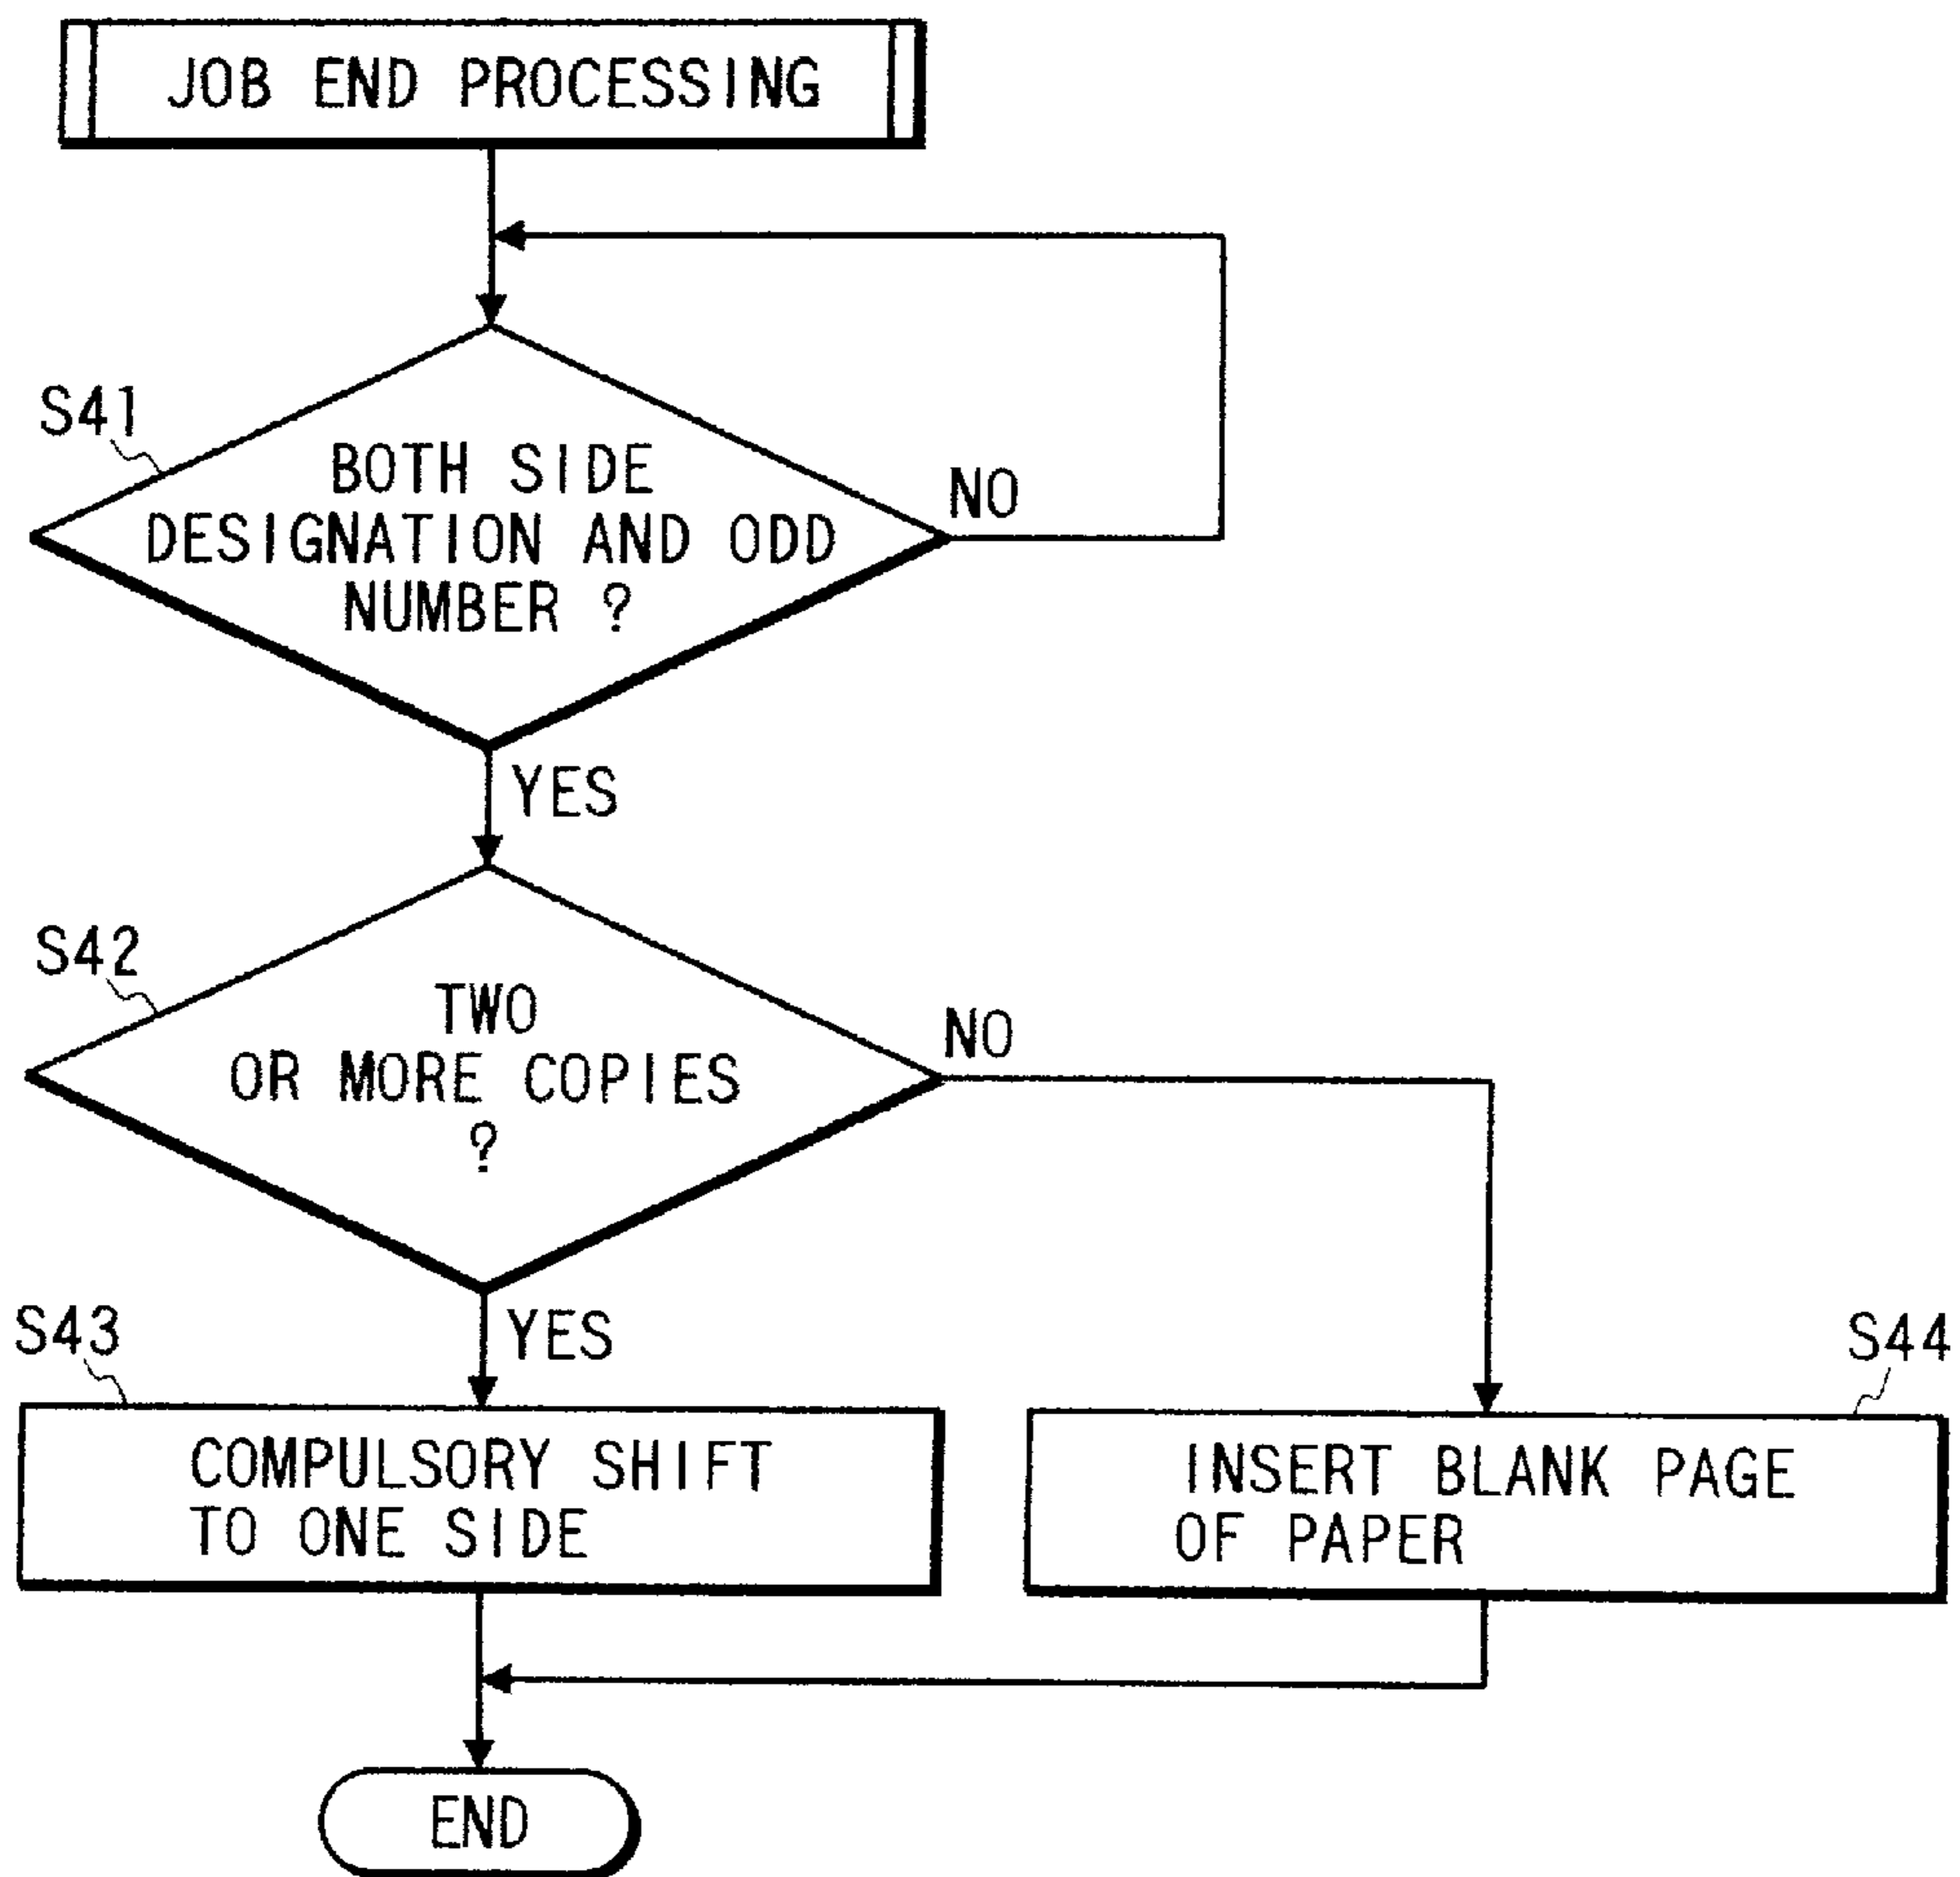 JOB END PROCESSING
S41
BOTH SIDE
DESIGNATION AND ODD
NUMBER ?
NO
YES
S42
TWO
OR MORE COPIES
?
NO
YES
S43
COMPULSORY SHIFT
TO ONE SIDE
S44
INSERT BLANK PAGE
OF PAPER
END